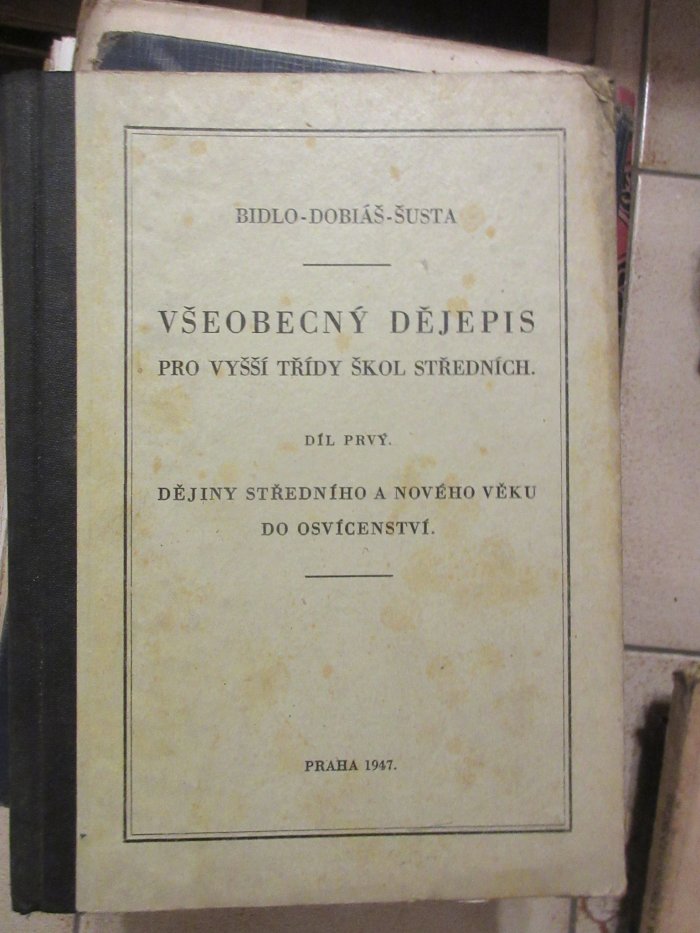 BIDLO-DOBIÁŠ-ŠUSTA
VŠEOBECNÝ DĚJEPIS
PRO VYŠŠÍ TŘÍDY ŠKOL STŘEDNÍCH.
DÍL PRVÝ.
DĚJINY STŘEDNÍHO A NOVÉHO VĚKU
DO OSVÍCENSTVÍ.
PRAHA 1947.